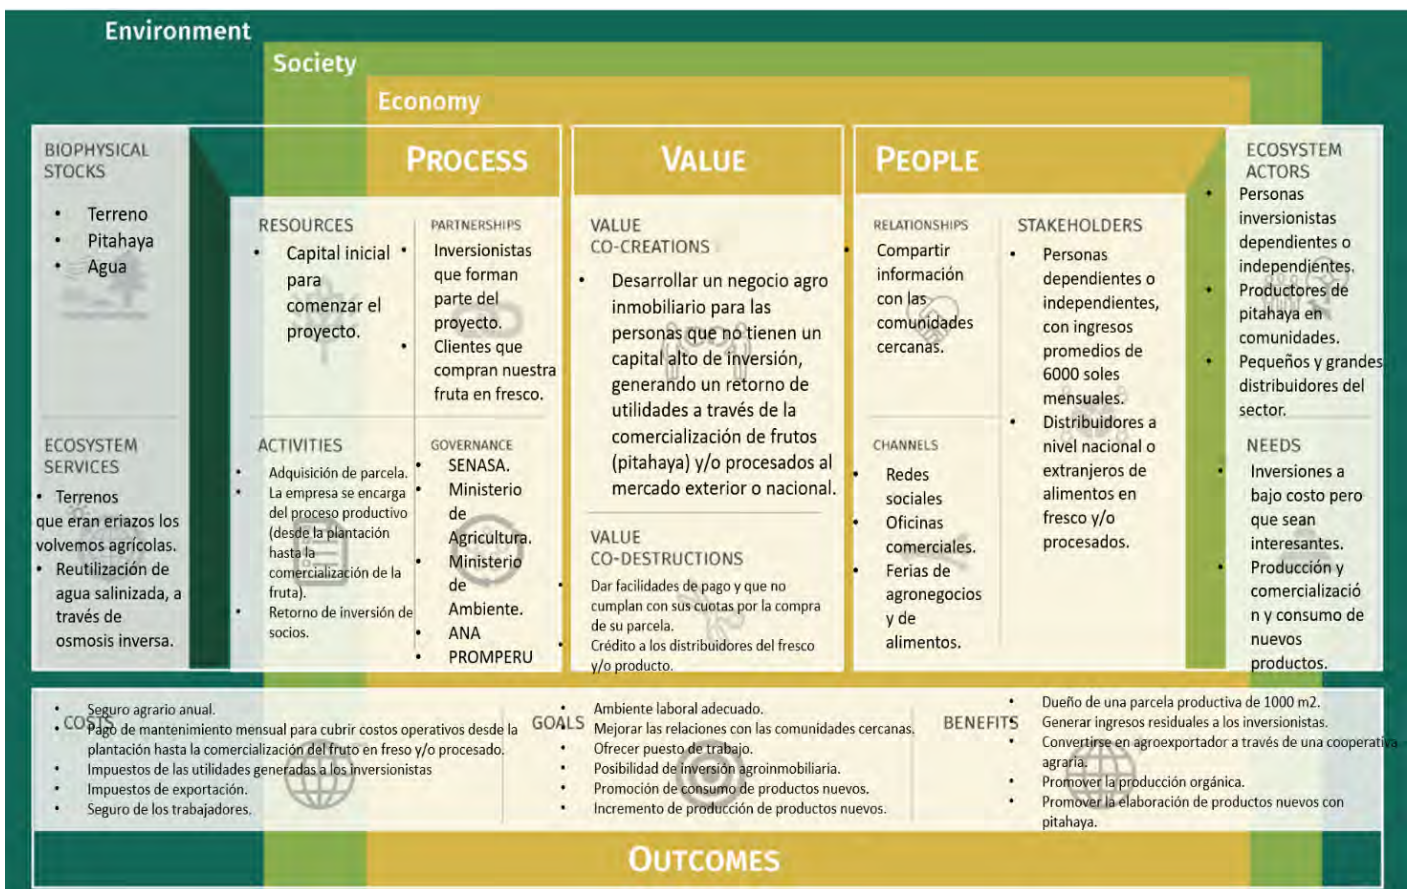 Environment
Society
Economy
BIOPHYSICAL
STOCKS
• Terreno
• Pitahaya
• Agua
ECOSYSTEM
SERVICES
• Terrenos
que eran eriazos los
volvemos agrícolas.
• Reutilización de
agua salinizada, a
través de
osmosis inversa.
PROCESS
RESOURCES
• Capital inicial
para
comenzar el
proyecto.
PARTNERSHIPS
• Inversionistas
que forman
parte del
proyecto.
• Clientes que
compran nuestra
fruta en fresco.
ACTIVITIES
• Adquisición de parcela.
• La empresa se encarga
del proceso productivo
(desde la plantación
hasta la
comercialización de la
fruta).
• Retorno de inversión de
socios.
GOVERNANCE
• SENASA.
• Ministerio
de
Agricultura.
• Ministerio
de
Ambiente.
• ANA
• PROMPERU
VALUE
VALUE
CO-CREATIONS
• Desarrollar un negocio agro
inmobiliario para las
personas que no tienen un
capital alto de inversión,
generando un retorno de
utilidades a través de la
comercialización de frutos
(pitahaya) y/o procesados al
mercado exterior o nacional.
VALUE
CO-DESTRUCTIONS
• Dar facilidades de pago y que no
cumplan con sus cuotas por la compra
de su parcela.
• Crédito a los distribuidores del fresco
y/o producto.
PEOPLE
RELATIONSHIPS
• Compartir
información
con las
comunidades
cercanas.
STAKEHOLDERS
• Personas
dependientes o
independientes,
con ingresos
promedios de
6000 soles
mensuales.
• Distribuidores a
nivel nacional o
extranjeros de
alimentos en
fresco y/o
procesados.
CHANNELS
• Redes
sociales
• Oficinas
comerciales.
• Ferias de
agronegocios
y de
alimentos.
ECOSYSTEM
ACTORS
• Personas
inversionistas
dependientes o
independientes.
• Productores de
pitahaya en
comunidades.
• Pequeños y grandes
distribuidores del
sector.
NEEDS
• Inversiones a
bajo costo pero
que sean
interesantes.
• Producción y
comercializació
n y consumo de
nuevos
productos.
COSTS
• Seguro agrario anual.
• Pago de mantenimiento mensual para cubrir costos operativos desde la
plantación hasta la comercialización del fruto en freso y/o procesado.
• Impuestos de las utilidades generadas a los inversionistas
• Impuestos de exportación.
• Seguro de los trabajadores.
GOALS
• Ambiente laboral adecuado.
• Mejorar las relaciones con las comunidades cercanas.
• Ofrecer puesto de trabajo.
• Posibilidad de inversión agroinmobiliaria.
• Promoción de consumo de productos nuevos.
• Incremento de producción de productos nuevos.
BENEFITS
• Dueño de una parcela productiva de 1000 m2.
• Generar ingresos residuales a los inversionistas.
• Convertirse en agroexportador a través de una cooperativa
agraria.
• Promover la producción orgánica.
• Promover la elaboración de productos nuevos con
pitahaya.
OUTCOMES